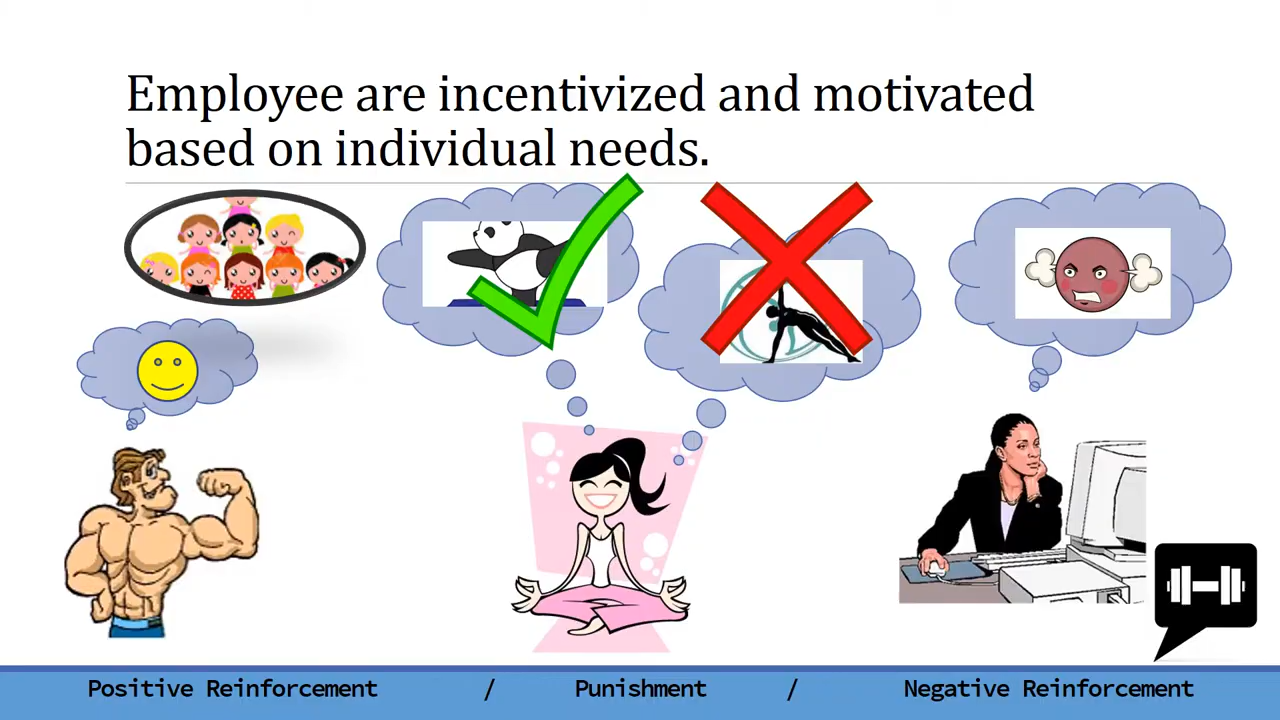 Employee are incentivized and motivated
based on individual needs.
Positive Reinforcement / Punishment / Negative Reinforcement